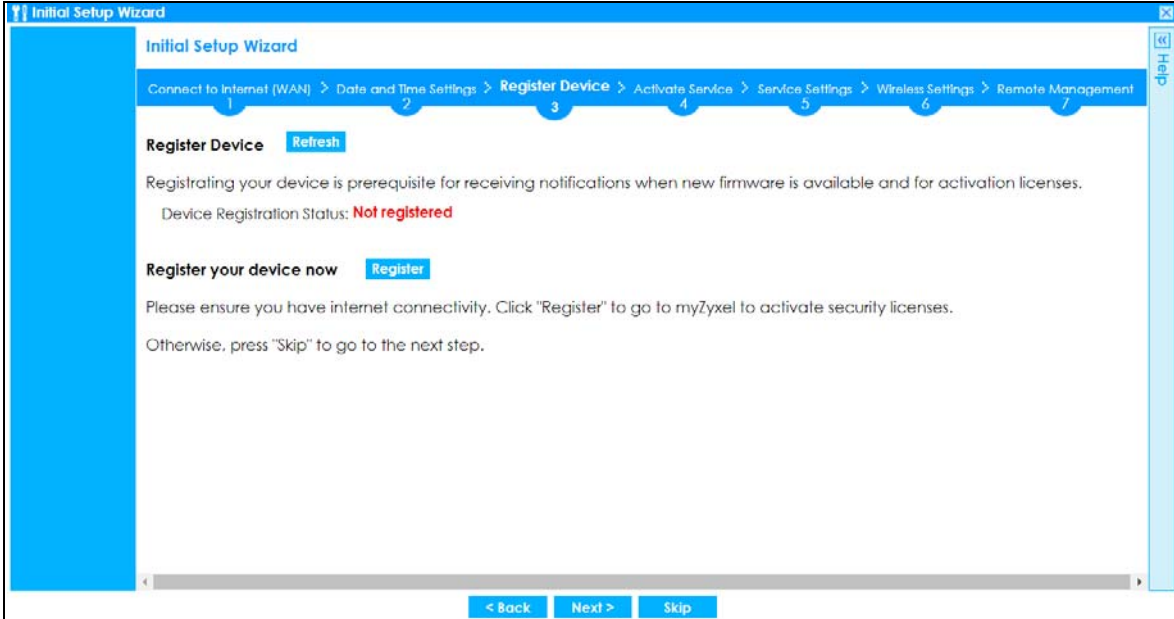 Initial Setup Wizard
Help
Initial Setup Wizard
Connect to Internet (WAN) > Date and Time Settings > Register Device > Activate Service > Service Settings > Wireless Settings > Remote Management
1 2 3 4 5 6 7
Register Device Refresh
Registrating your device is prerequisite for receiving notifications when new firmware is available and for activation licenses.
Device Registration Status: Not registered
Register your device now Register
Please ensure you have internet connectivity. Click "Register" to go to myZyxel to activate security licenses.
Otherwise, press "Skip" to go to the next step.
< Back Next > Skip